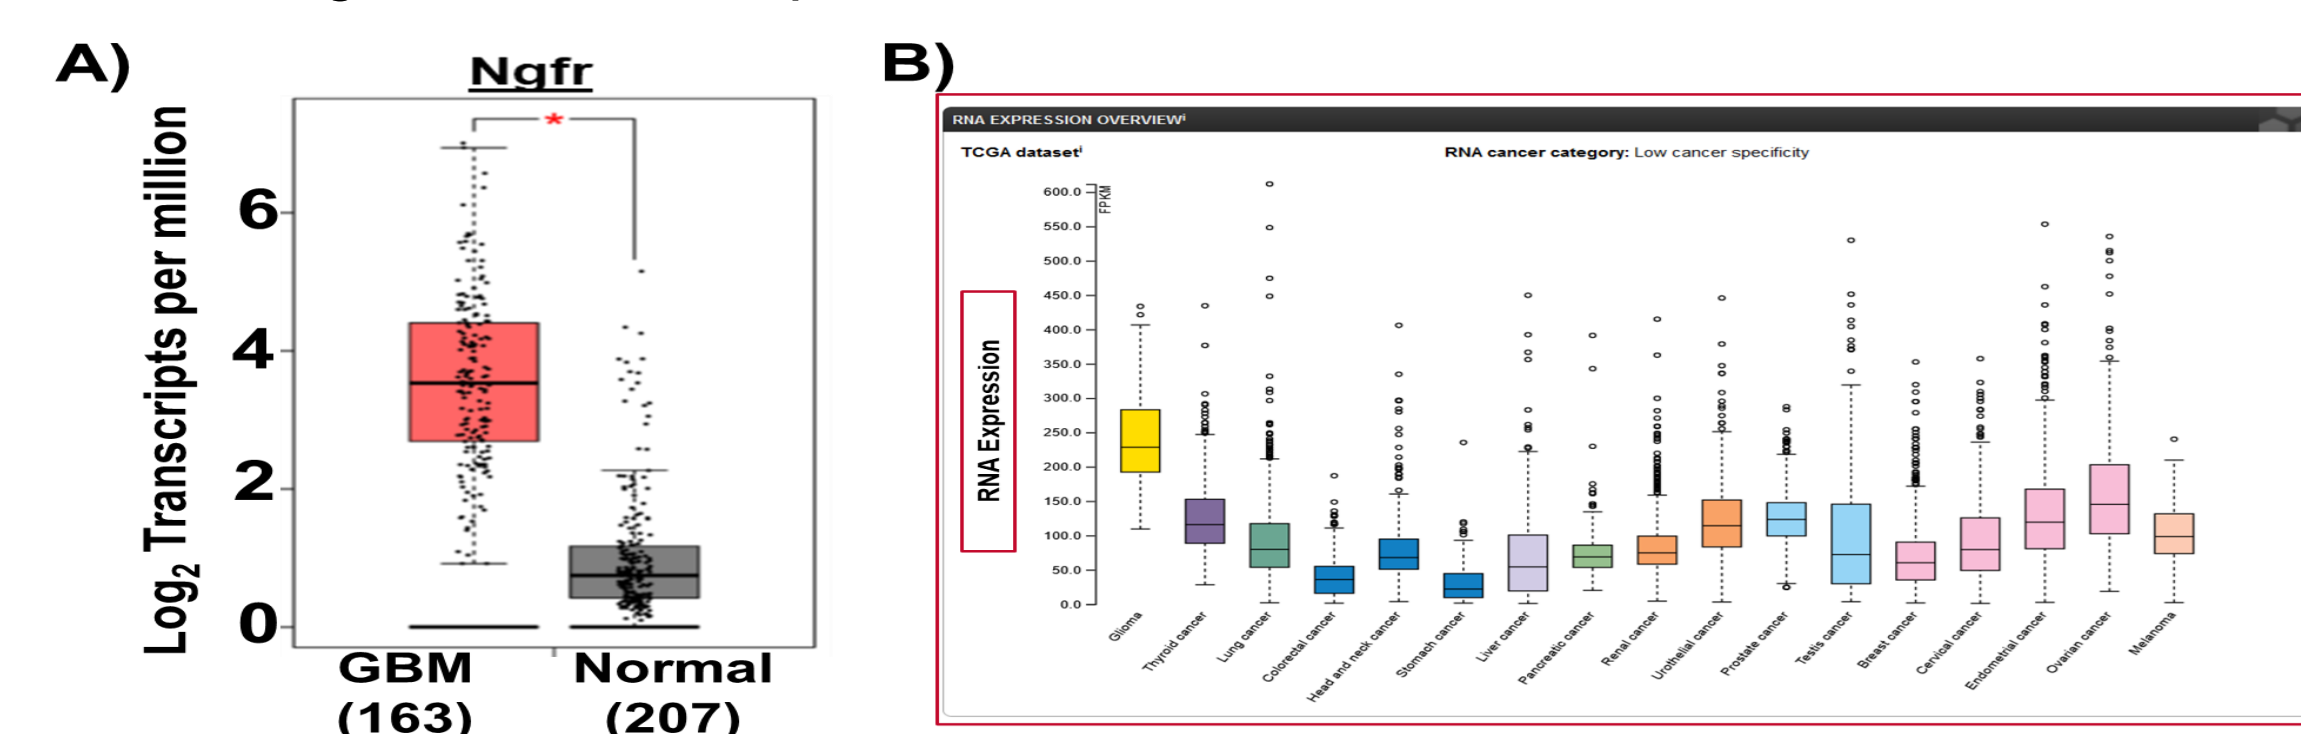 A)
Ngfr
*
Log2 Transcripts per million
6
4
2
0
GBM
(163)
Normal
(207)
B)
RNA EXPRESSION OVERVIEWi
TCGA dataseti
RNA cancer category: Low cancer specificity
RNA Expression
FPKM
600.0
550.0
500.0
450.0
400.0
350.0
300.0
250.0
200.0
150.0
100.0
50.0
0.0
Glioma
Thyroid cancer
Lung cancer
Colorectal cancer
Head and neck cancer
Stomach cancer
Liver cancer
Pancreatic cancer
Renal cancer
Urothelial cancer
Prostate cancer
Testis cancer
Breast cancer
Cervical cancer
Endometrial cancer
Ovarian cancer
Melanoma